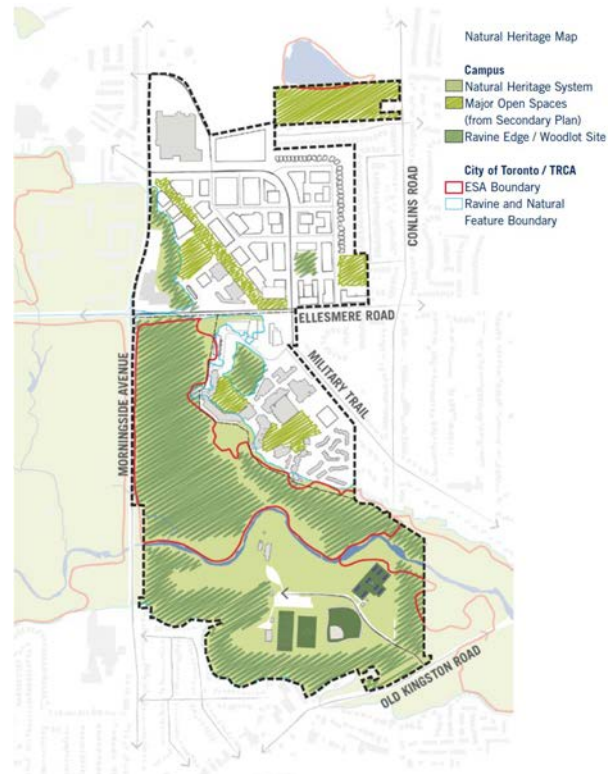 Natural Heritage Map
Campus
Natural Heritage System
Major Open Spaces
(from Secondary Plan)
Ravine Edge / Woodlot Site
City of Toronto / TRCA
ESA Boundary
Ravine and Natural
Feature Boundary
CONLINS ROAD
ELLESMERE ROAD
MILITARY TRAIL
MORNINGSIDE AVENUE
OLD KINGSTON ROAD